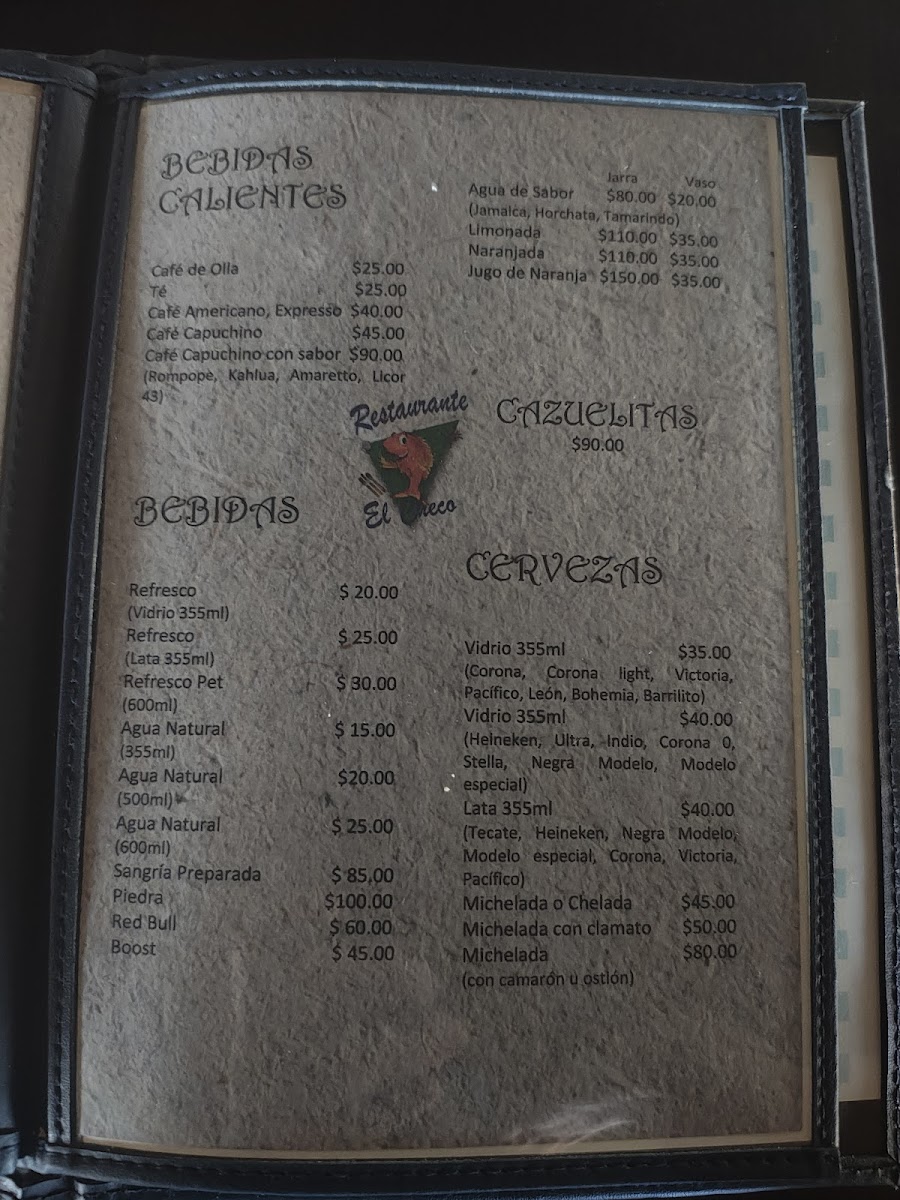 BEBIDAS
CALIENTES
Café de Olla $25.00
Té $25.00
Café Americano, Expresso $40.00
Café Capuchino $45.00
Café Capuchino con sabor $90.00
(Rompope, Kahlua, Amaretto, Licor
43)
BEBIDAS
Refresco $ 20.00
(Vidrio 355ml)
Refresco $ 25.00
(Lata 355ml)
Refresco Pet $ 30.00
(600ml)
Agua Natural $ 15.00
(355ml)
Agua Natural $20.00
(500ml)
Agua Natural $ 25.00
(600ml)
Sangría Preparada $ 85.00
Piedra $100.00
Red Bull $ 60.00
Boost $ 45.00
Restaurante
El
Jarra Vaso
Agua de Sabor $80.00 $20.00
(Jamaica, Horchata, Tamarindo)
Limonada $110.00 $35.00
Naranjada $110.00 $35.00
Jugo de Naranja $150.00 $35.00
CAZUELITAS
$90.00
CERVEZAS
Vidrio 355ml $35.00
(Corona, Corona light, Victoria,
Pacífico, León, Bohemia, Barrilito)
Vidrio 355ml $40.00
(Heineken, Ultra, Indio, Corona 0,
Stella, Negra Modelo, Modelo
especial)
Lata 355ml $40.00
(Tecate, Heineken, Negra Modelo,
Modelo especial, Corona, Victoria,
Pacífico)
Michelada o Chelada $45.00
Michelada con clamato $50.00
Michelada $80.00
(con camarón u ostión)